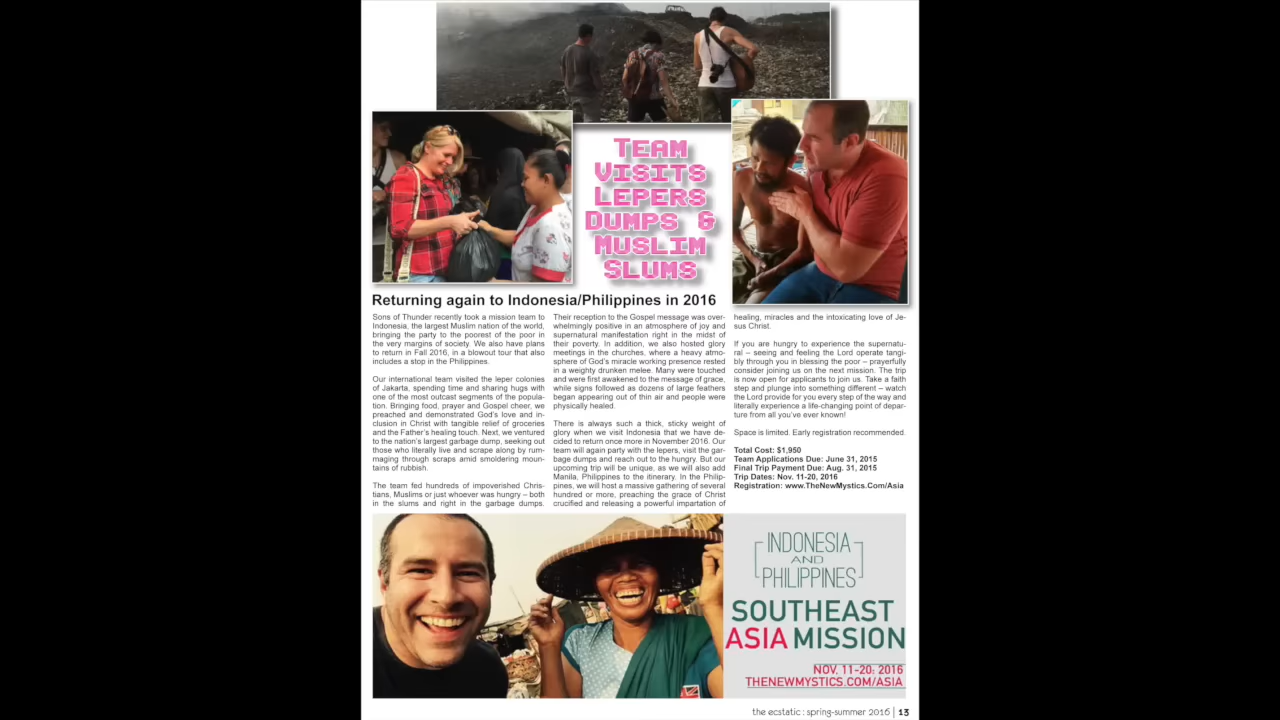 TEAM
VISITS
LEPERS
DUMPS &
MUSLIM
SLUMS
Returning again to Indonesia/Philippines in 2016
Sons of Thunder recently took a mission team to
Indonesia, the largest Muslim nation of the world,
bringing the party to the poorest of the poor in
the very margins of society. We also have plans
to return in Fall 2016, in a blowout tour that also
includes a stop in the Philippines.
Our international team visited the leper colonies
of Jakarta, spending time and sharing hugs with
one of the most outcast segments of the popula-
tion. Bringing food, prayer and Gospel cheer, we
preached and demonstrated God's love and in-
clusion in Christ with tangible relief of groceries
and the Father's healing touch. Next, we ventured
to the nation's largest garbage dump, seeking out
those who literally live and scrape along by rum-
maging through scraps amid smoldering moun-
tains of rubbish.
The team fed hundreds of impoverished Chris-
tians, Muslims or just whoever was hungry – both
in the slums and right in the garbage dumps.
Their reception to the Gospel message was over-
whelmingly positive in an atmosphere of joy and
supernatural manifestation right in the midst of
their poverty. In addition, we also hosted glory
meetings in the churches, where a heavy atmo-
sphere of God's miracle working presence rested
in a weighty drunken melee. Many were touched
and were first awakened to the message of grace,
while signs followed as dozens of large feathers
began appearing out of thin air and people were
physically healed.
There is always such a thick, sticky weight of
glory when we visit Indonesia that we have de-
cided to return once more in November 2016. Our
team will again party with the lepers, visit the gar-
bage dumps and reach out to the hungry. But our
upcoming trip will be unique, as we will also add
Manila, Philippines to the itinerary. In the Philip-
pines, we will host a massive gathering of several
hundred or more, preaching the grace of Christ
crucified and releasing a powerful impartation of
healing, miracles and the intoxicating love of Je-
sus Christ.
If you are hungry to experience the supernatu-
ral – seeing and feeling the Lord operate tangi-
bly through you in blessing the poor – prayerfully
consider joining us on the next mission. The trip
is now open for applicants to join us. Take a faith
step and plunge into something different – watch
the Lord provide for you every step of the way and
literally experience a life-changing point of depar-
ture from all you've ever known!
Space is limited. Early registration recommended.
Total Cost: $1,950
Team Applications Due: June 31, 2015
Final Trip Payment Due: Aug. 31, 2015
Trip Dates: Nov. 11-20, 2016
Registration: www.TheNewMystics.Com/Asia
INDONESIA
AND
PHILIPPINES
SOUTHEAST
ASIA MISSION
NOV. 11-20, 2016
THENEWMYSTICS.COM/ASIA
the ecstatic : spring-summer 2016 | 13